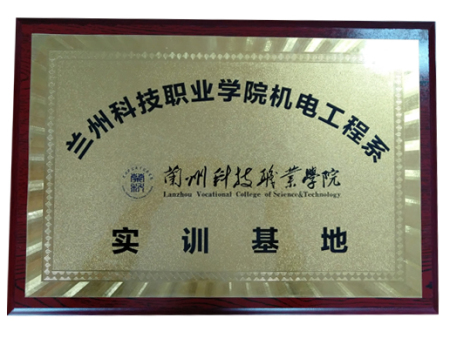 兰州科技职业学院机电工程系
蘭州科技職業學院
Lanzhou Vocational College of Science&Technology
实训基地